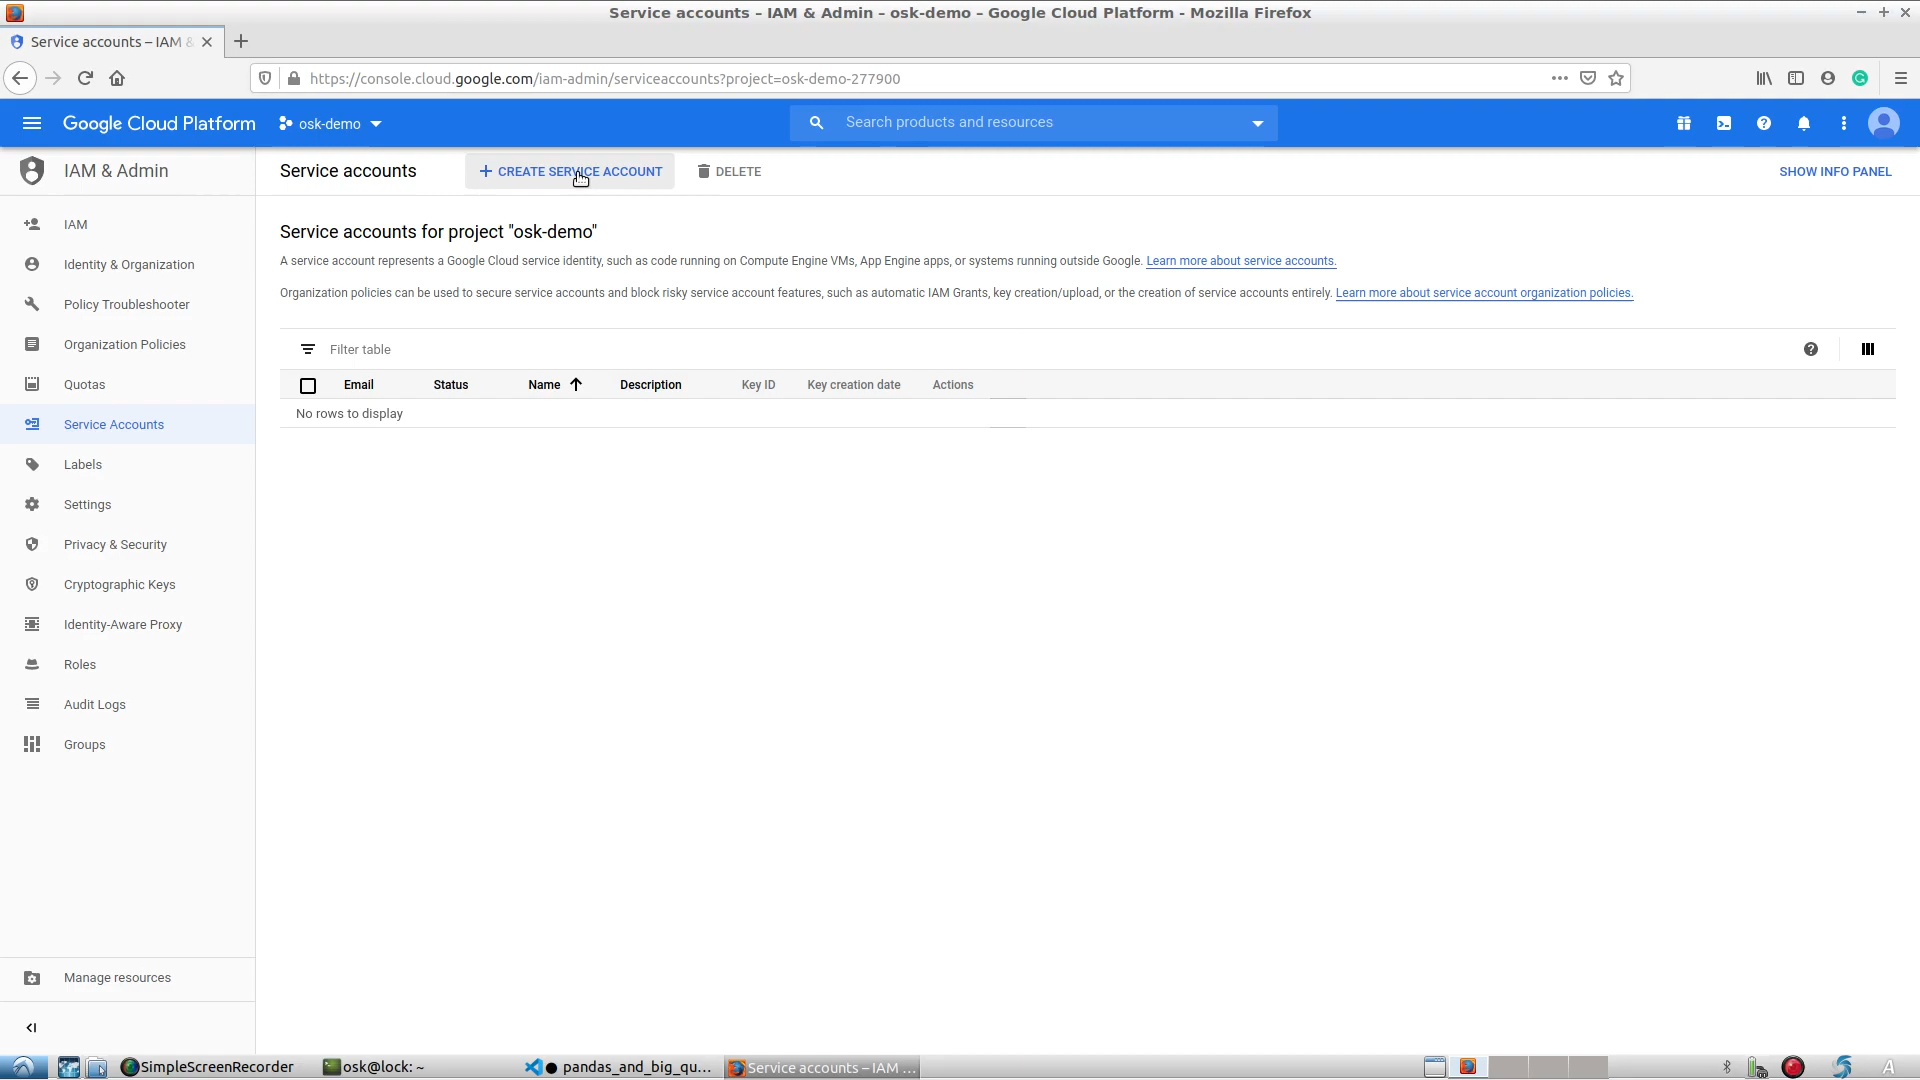 Service accounts – IAM & Admin – osk-demo – Google Cloud Platform - Mozilla Firefox
Service accounts – IAM &
https://console.cloud.google.com/iam-admin/serviceaccounts?project=osk-demo-277900
Google Cloud Platform
osk-demo
Search products and resources
IAM & Admin
Service accounts
CREATE SERVICE ACCOUNT
DELETE
SHOW INFO PANEL
IAM
Identity & Organization
Policy Troubleshooter
Organization Policies
Quotas
Service Accounts
Labels
Settings
Privacy & Security
Cryptographic Keys
Identity-Aware Proxy
Roles
Audit Logs
Groups
Manage resources
Service accounts for project "osk-demo"
A service account represents a Google Cloud service identity, such as code running on Compute Engine VMs, App Engine apps, or systems running outside Google. Learn more about service accounts.
Organization policies can be used to secure service accounts and block risky service account features, such as automatic IAM Grants, key creation/upload, or the creation of service accounts entirely. Learn more about service account organization policies.
Filter table
Email Status Name Description Key ID Key creation date Actions
No rows to display
SimpleScreenRecorder
osk@lock: ~
pandas_and_big_qu...
Service accounts – IAM ...